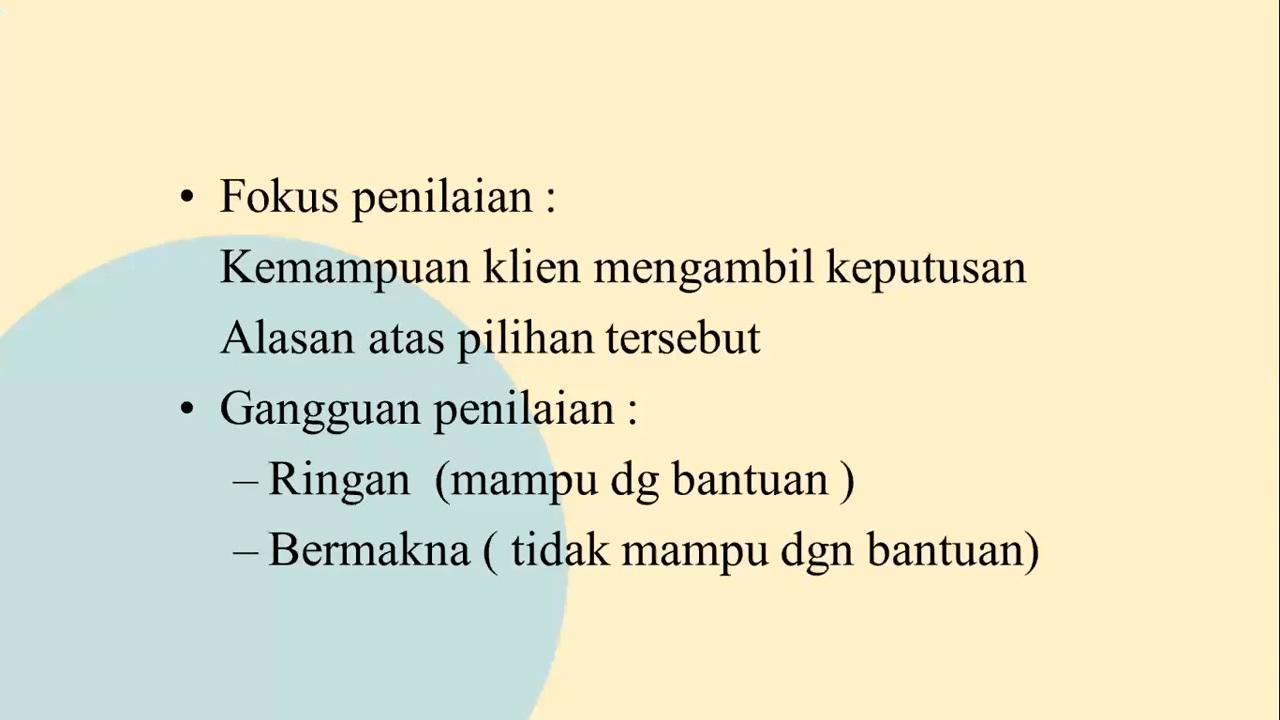 • Fokus penilaian :
Kemampuan klien mengambil keputusan
Alasan atas pilihan tersebut
• Gangguan penilaian :
– Ringan  (mampu dg bantuan )
– Bermakna ( tidak mampu dgn bantuan)